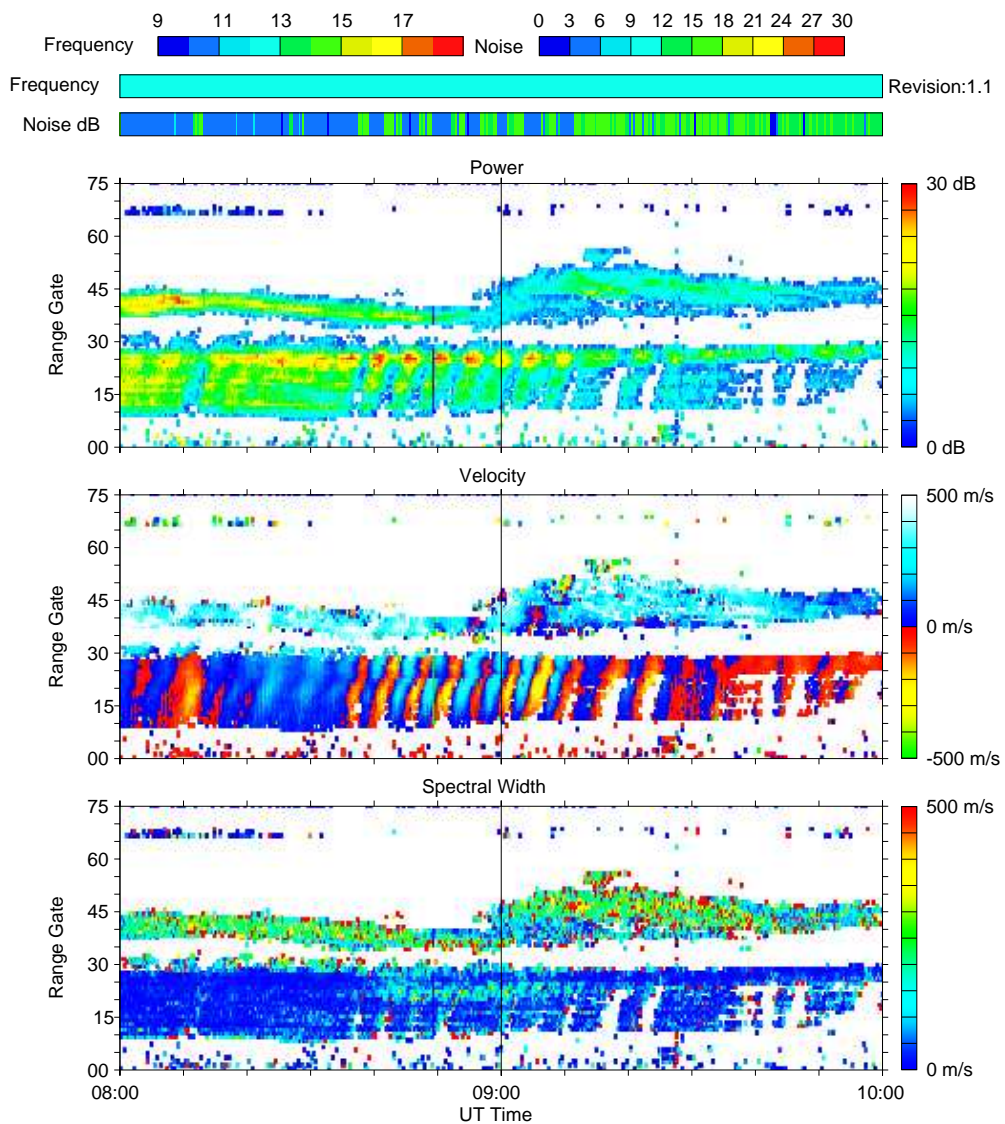 9 11 13 15 17 0 3 6 9 12 15 18 21 24 27 30
Frequency Noise
Frequency Revision:1.1
Noise dB
Power
75
60
45
30
15
00
Range Gate
30 dB
0 dB
Velocity
75
60
45
30
15
00
Range Gate
500 m/s
0 m/s
-500 m/s
Spectral Width
75
60
45
30
15
00
Range Gate
500 m/s
0 m/s
08:00 09:00 10:00
UT Time